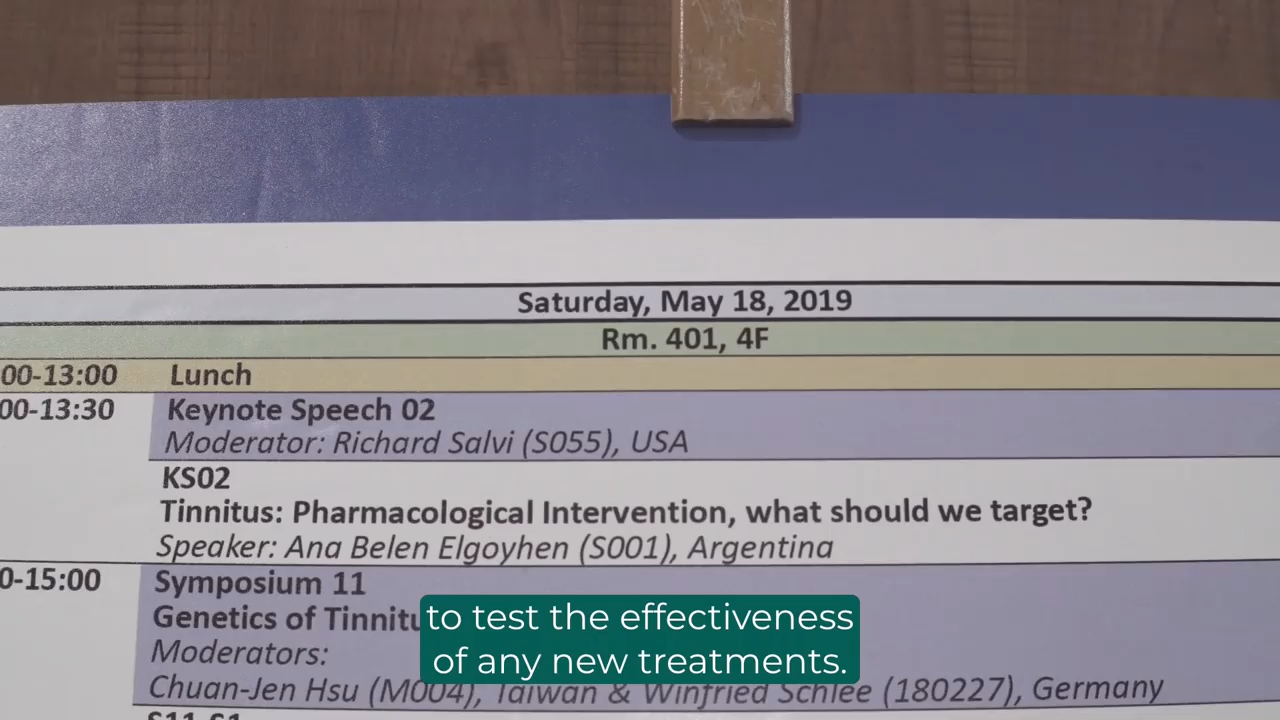 Saturday, May 18, 2019
Rm. 401, 4F
00-13:00 Lunch
00-13:30 Keynote Speech 02
Moderator: Richard Salvi (S055), USA
KS02
Tinnitus: Pharmacological Intervention, what should we target?
Speaker: Ana Belen Elgoyhen (S001), Argentina
0-15:00 Symposium 11
Genetics of Tinnitu
Moderators:
Chuan-Jen Hsu (M004), Taiwan & Winfried Schlee (180227), Germany
to test the effectiveness
of any new treatments.